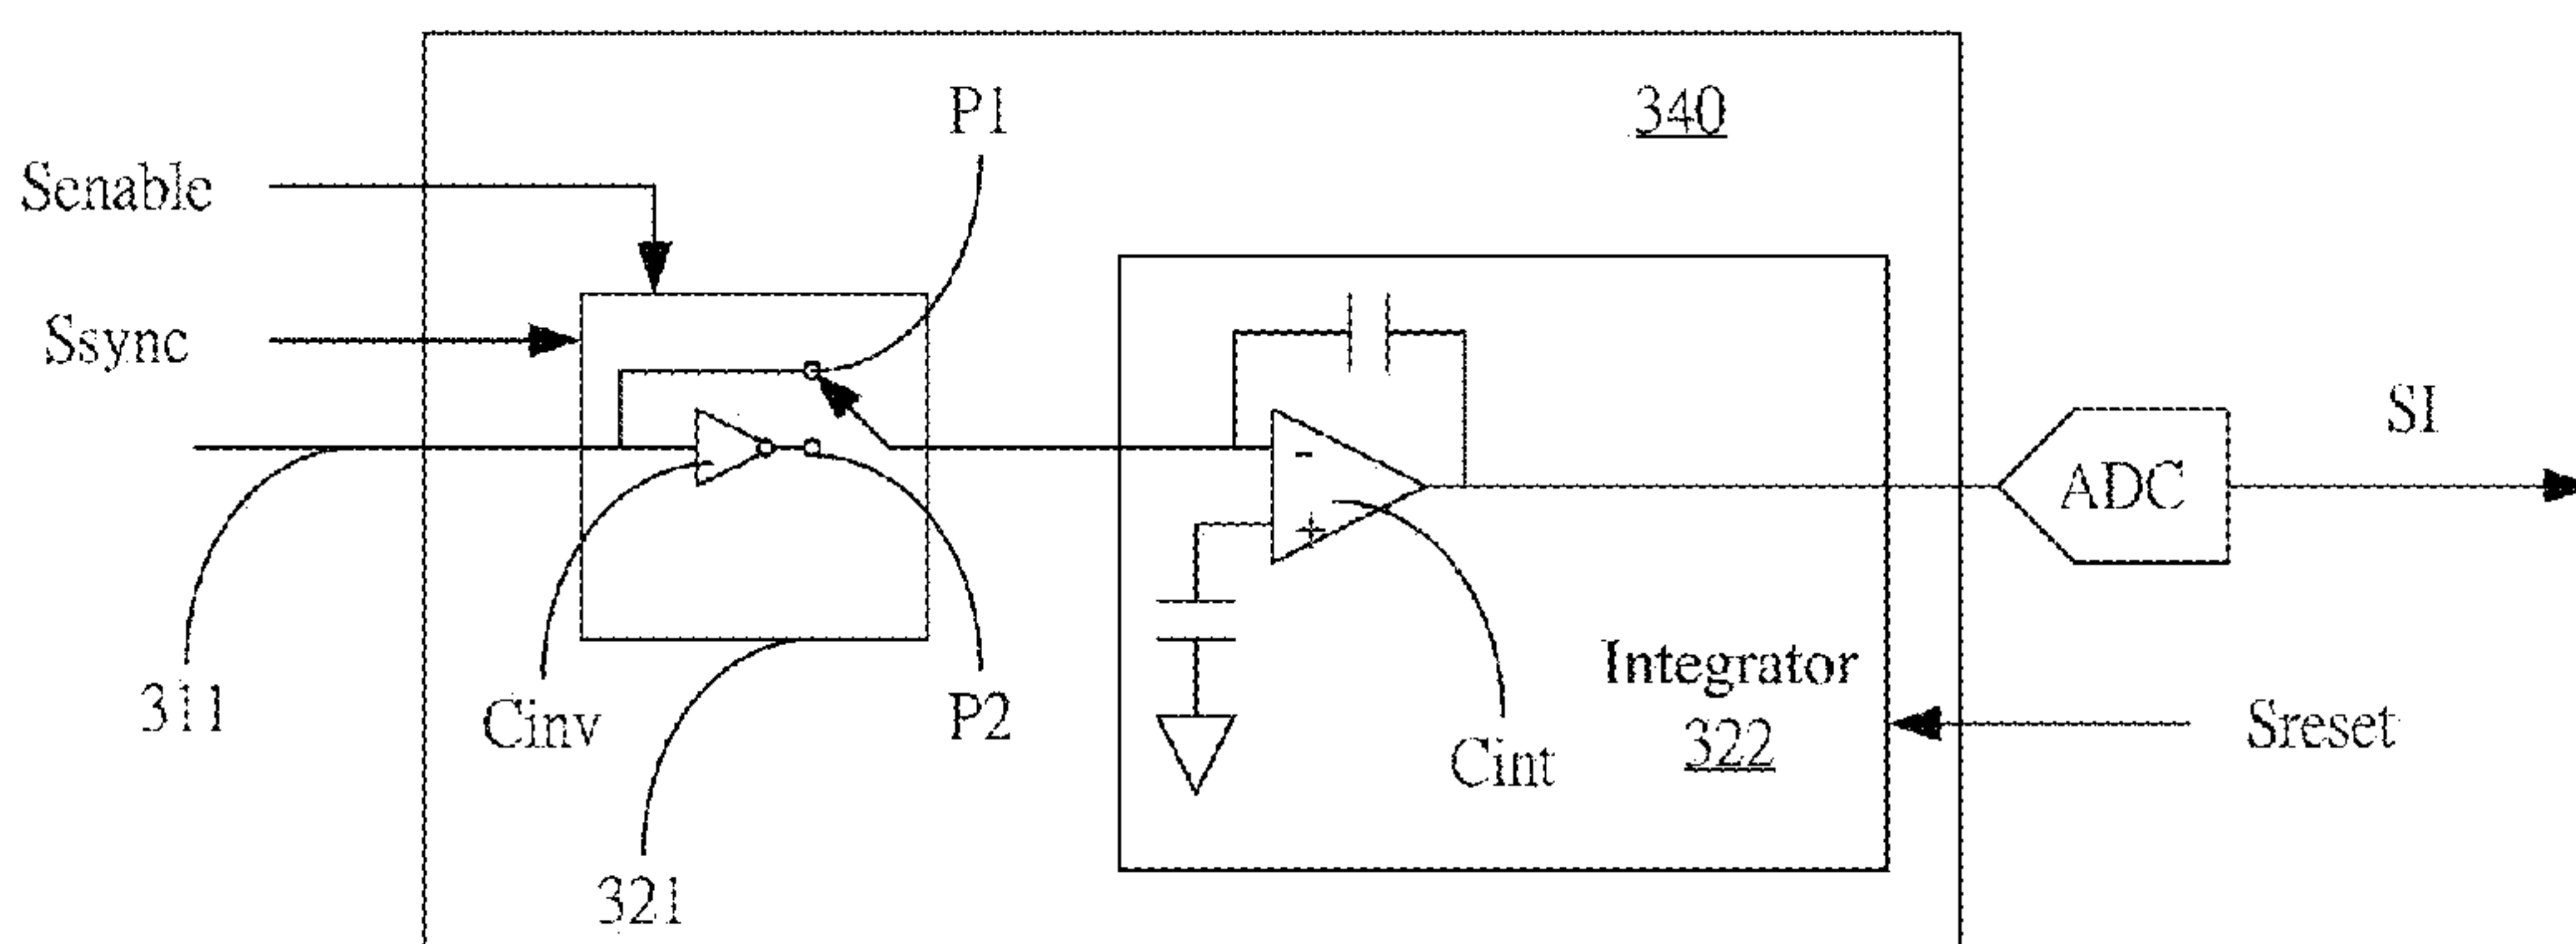 P1
340
Senable
Ssync
SI
ADC
-
+
311
Cinv
P2
Integrator
322
Cint
Sreset
321